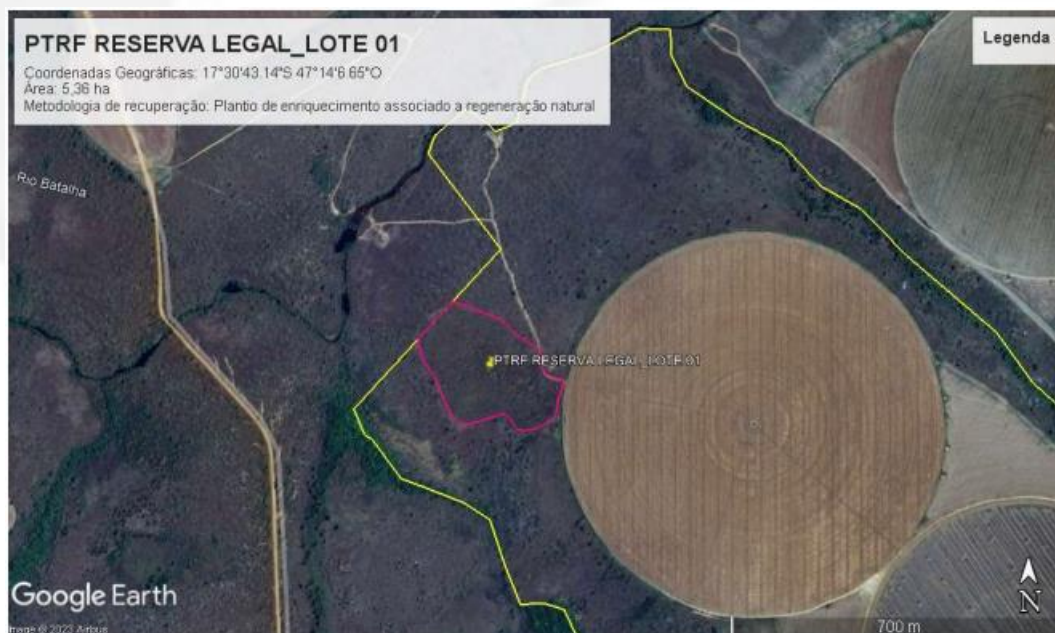 PTRF RESERVA LEGAL_LOTE 01
Coordenadas Geográficas: 17°30'43.14"S 47°14'6.65"O
Área: 5,36 ha
Metodologia de recuperação: Plantio de enriquecimento associado a regeneração natural
Legenda
Rio Batalha
PTRF RESERVA LEGAL_LOTE 01
Google Earth
Image © 2023 Airbus
N
700 m